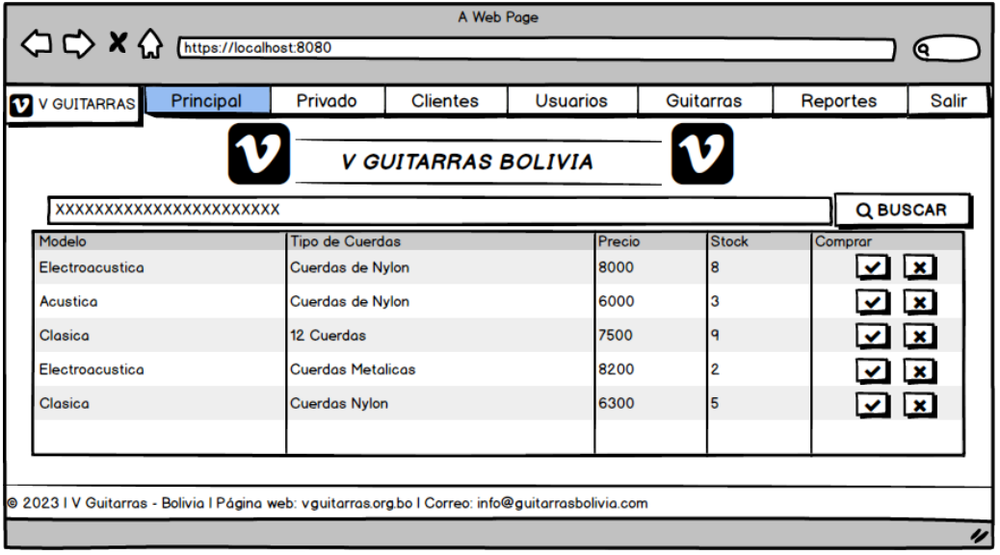 A Web Page
https://localhost:8080
V GUITARRAS Principal Privado Clientes Usuarios Guitarras Reportes Salir
V GUITARRAS BOLIVIA
XXXXXXXXXXXXXXXXXXXXXXX BUSCAR
Modelo Tipo de Cuerdas Precio Stock Comprar
Electroacustica Cuerdas de Nylon 8000 8
Acustica Cuerdas de Nylon 6000 3
Clasica 12 Cuerdas 7500 9
Electroacustica Cuerdas Metalicas 8200 2
Clasica Cuerdas Nylon 6300 5
© 2023 | V Guitarras - Bolivia | Página web: vguitarras.org.bo | Correo: info@guitarrasbolivia.com